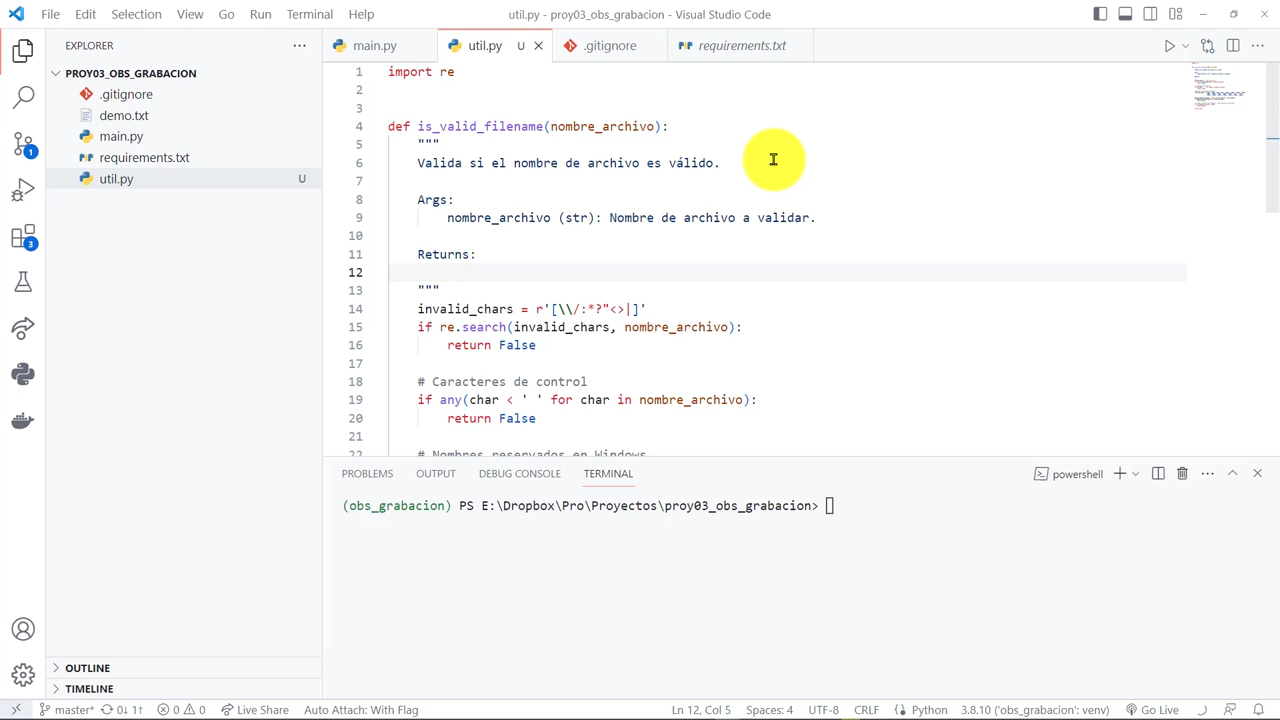 File Edit Selection View Go Run Terminal Help
util.py - proy03_obs_grabacion - Visual Studio Code
EXPLORER
PROY03_OBS_GRABACION
.gitignore
demo.txt
main.py
requirements.txt
util.py U
1
3
OUTLINE
TIMELINE
main.py util.py U .gitignore requirements.txt
1 import re
2
3
4 def is_valid_filename(nombre_archivo):
5 """
6 Valida si el nombre de archivo es válido.
7
8 Args:
9 nombre_archivo (str): Nombre de archivo a validar.
10
11 Returns:
12
13 """
14 invalid_chars = r'[\\/:*?"<>|]'
15 if re.search(invalid_chars, nombre_archivo):
16 return False
17
18 # Caracteres de control
19 if any(char < ' ' for char in nombre_archivo):
20 return False
21
22 # Nombres reservados en Windows
PROBLEMS OUTPUT DEBUG CONSOLE TERMINAL
powershell
(obs_grabacion) PS E:\Dropbox\Pro\Proyectos\proy03_obs_grabacion>
master* 0↓ 1↑ 0 0 Live Share Auto Attach: With Flag
Ln 12, Col 5 Spaces: 4 UTF-8 CRLF Python 3.8.10 ('obs_grabacion': venv) Go Live